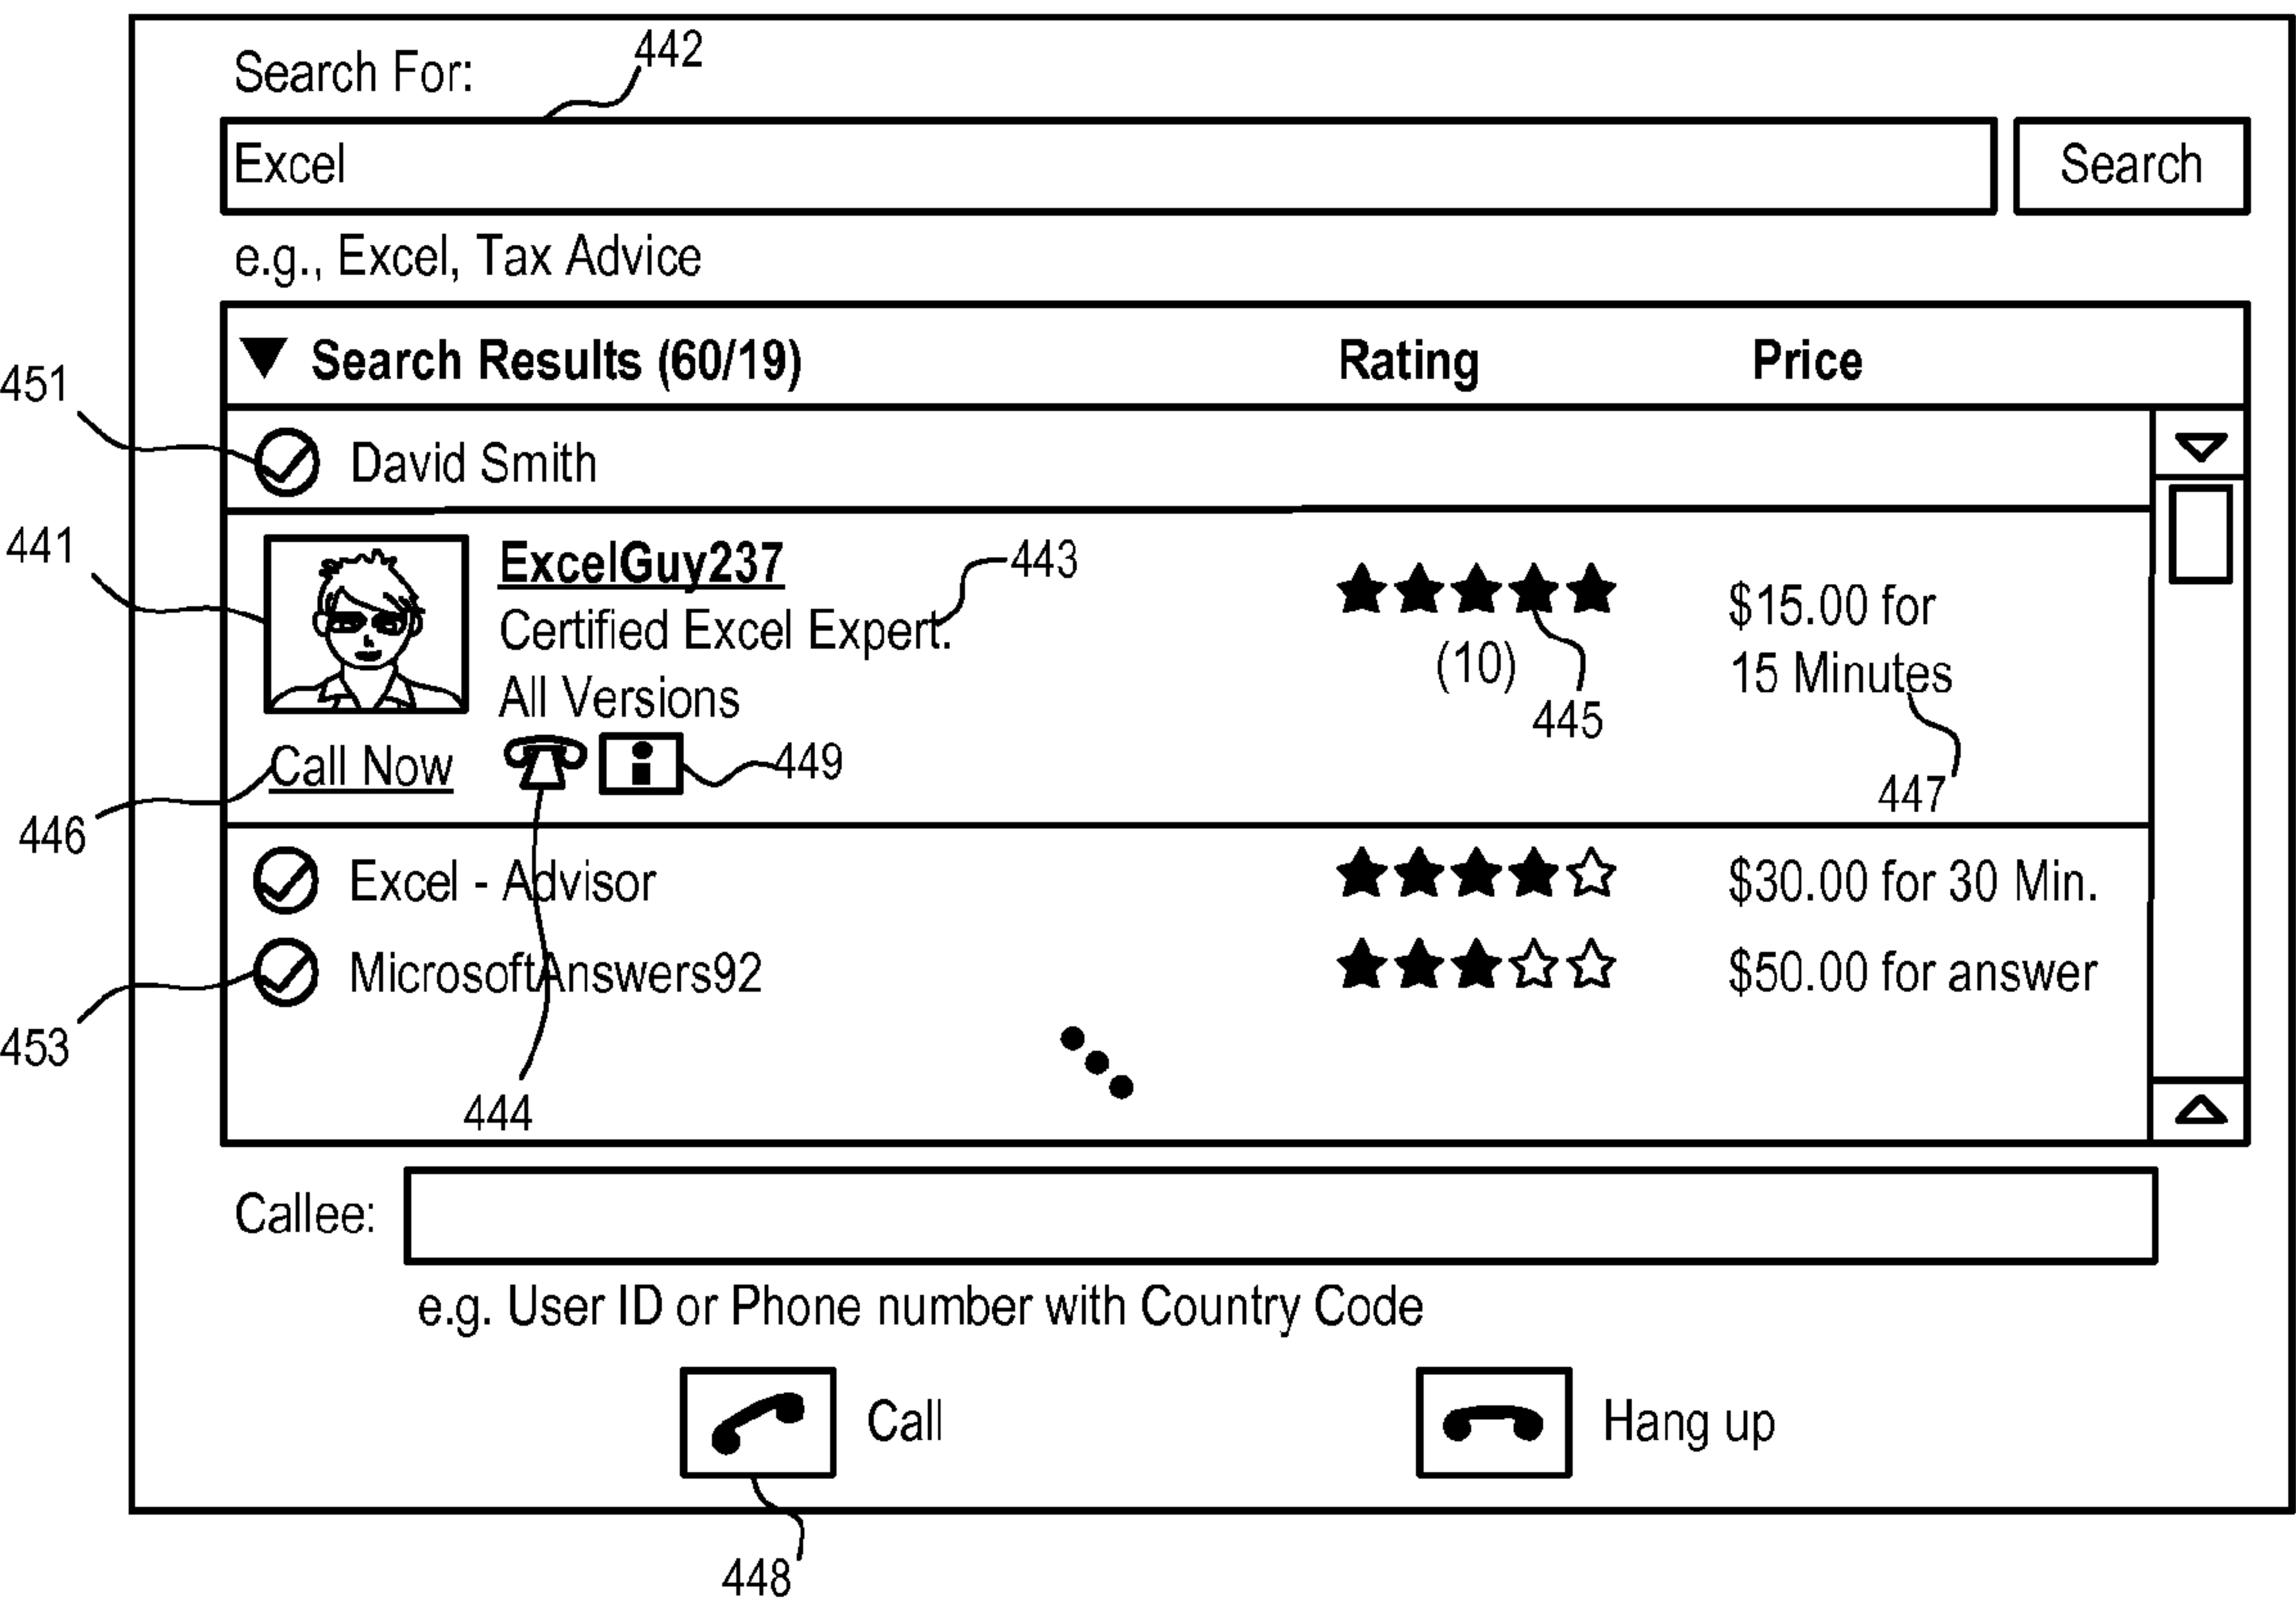 442
Search For:
Excel
Search
e.g., Excel, Tax Advice
Search Results (60/19) Rating Price
451
David Smith
441
ExcelGuy237
443
Certified Excel Expert.
All Versions
(10)
445
$15.00 for
15 Minutes
447
Call Now
449
446
Excel - Advisor $30.00 for 30 Min.
MicrosoftAnswers92 $50.00 for answer
453
444
Callee:
e.g. User ID or Phone number with Country Code
Call Hang up
448